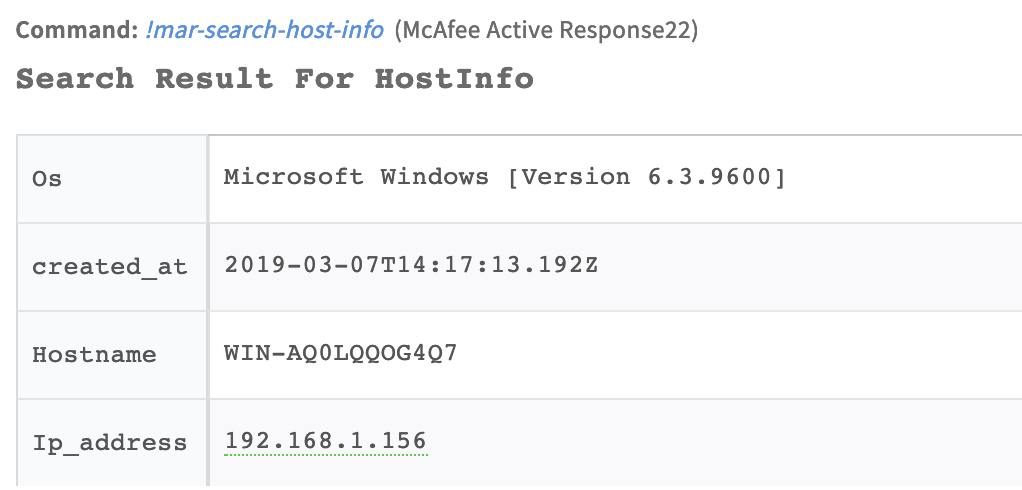 Command: !mar-search-host-info (McAfee Active Response22)
Search Result For HostInfo
Os Microsoft Windows [Version 6.3.9600]
created_at 2019-03-07T14:17:13.192Z
Hostname WIN-AQ0LQQOG4Q7
Ip_address 192.168.1.156